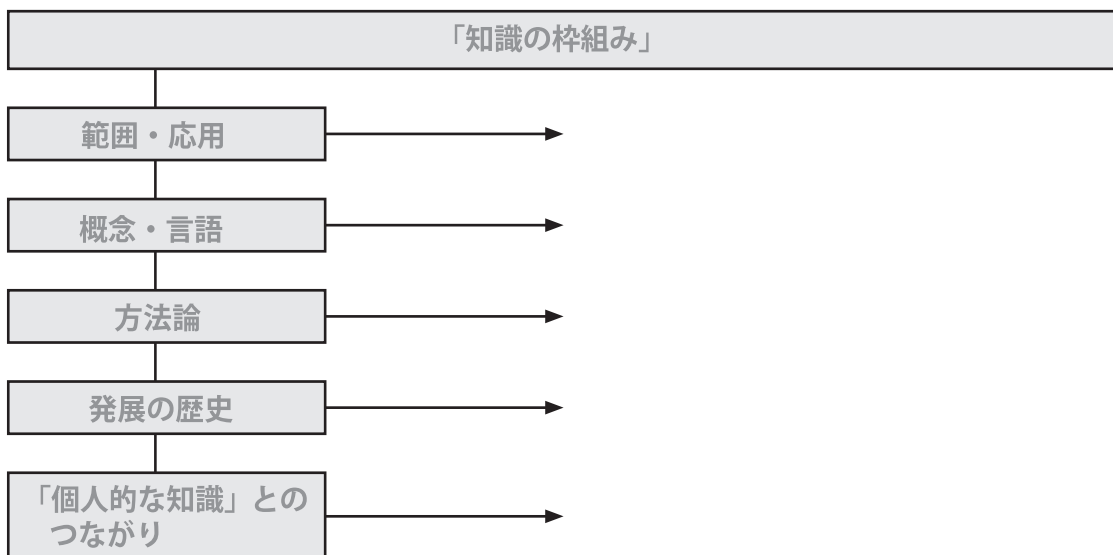 「知識の枠組み」
範囲・応用
概念・言語
方法論
発展の歴史
「個人的な知識」との
つながり